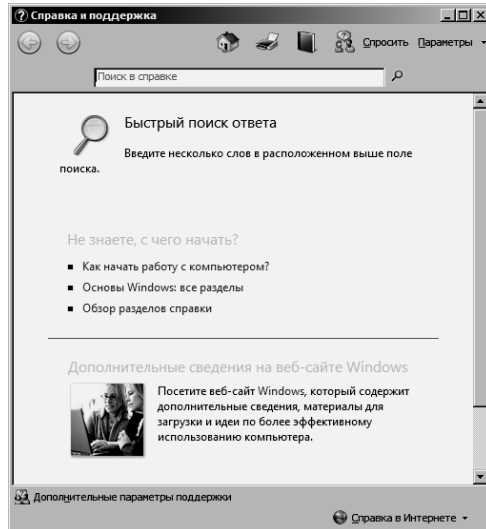 Справка и поддержка
Спросить Параметры
Поиск в справке
Быстрый поиск ответа
Введите несколько слов в расположенном выше поле
поиска.
Не знаете, с чего начать?
Как начать работу с компьютером?
Основы Windows: все разделы
Обзор разделов справки
Дополнительные сведения на веб-сайте Windows
Посетите веб-сайт Windows, который содержит
дополнительные сведения, материалы для
загрузки и идеи по более эффективному
использованию компьютера.
Дополнительные параметры поддержки
Справка в Интернете